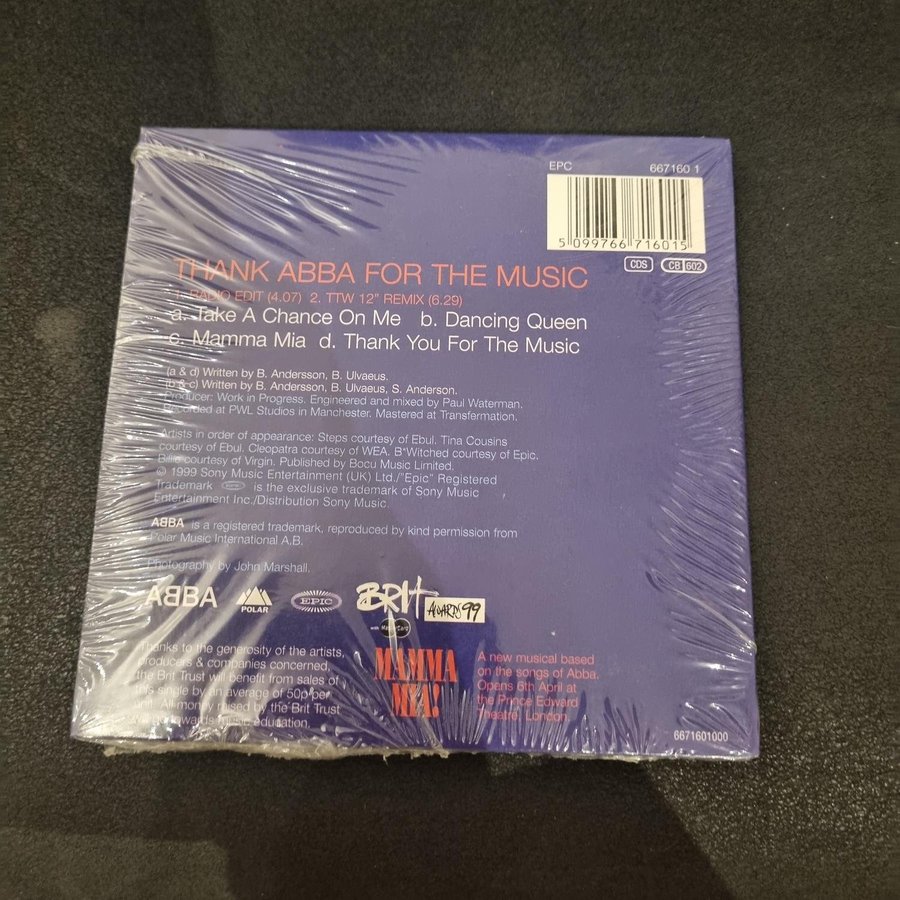 EPC 667160 1
5 099766 716015
CDS CB 602
THANK ABBA FOR THE MUSIC
1. RADIO EDIT (4.07) 2. TTW 12" REMIX (6.29)
a. Take A Chance On Me b. Dancing Queen
c. Mamma Mia d. Thank You For The Music
(a & d) Written by B. Andersson, B. Ulvaeus.
(b & c) Written by B. Andersson, B. Ulvaeus, S. Anderson.
Producer: Work in Progress. Engineered and mixed by Paul Waterman.
Recorded at PWL Studios in Manchester. Mastered at Transfermation.
Artists in order of appearance: Steps courtesy of Ebul. Tina Cousins
courtesy of Ebul. Cleopatra courtesy of WEA. B*Witched courtesy of Epic.
Billie courtesy of Virgin. Published by Bocu Music Limited.
© 1999 Sony Music Entertainment (UK) Ltd./"Epic" Registered
Trademark is the exclusive trademark of Sony Music
Entertainment Inc./Distribution Sony Music.
ABBA is a registered trademark, reproduced by kind permission from
Polar Music International A.B.
Photography by John Marshall.
ABBA POLAR EPIC BRIT AWARDS 99
with MasterCard
Thanks to the generosity of the artists,
producers & companies concerned,
the Brit Trust will benefit from sales of
this single by an average of 50p per
unit. All money raised by the Brit Trust
will go towards music education.
MAMMA
MIA!
A new musical based
on the songs of Abba.
Opens 6th April at
the Prince Edward
Theatre, London.
6671601000